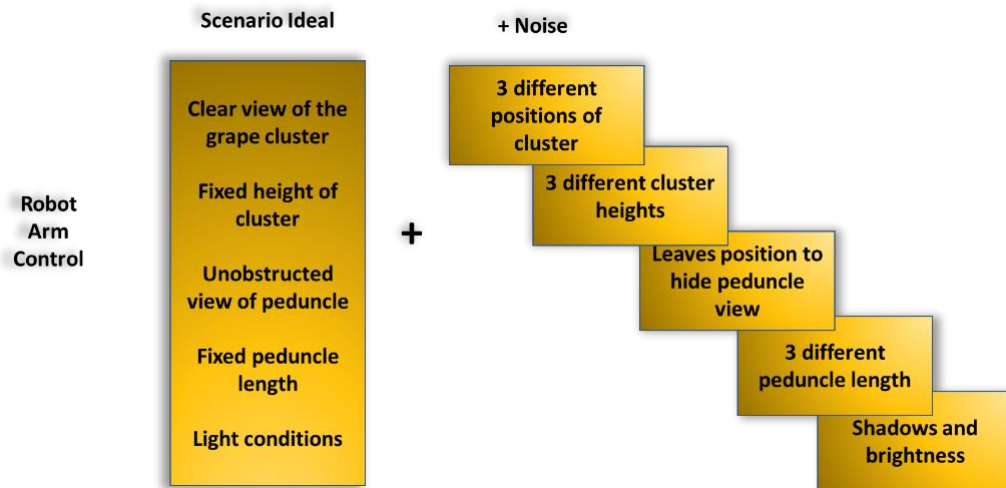 Scenario Ideal
+ Noise
Robot
Arm
Control
Clear view of the
grape cluster
Fixed height of
cluster
Unobstructed
view of peduncle
Fixed peduncle
length
Light conditions
+
3 different
positions of
cluster
3 different cluster
heights
Leaves position to
hide peduncle
view
3 different
peduncle length
Shadows and
brightness